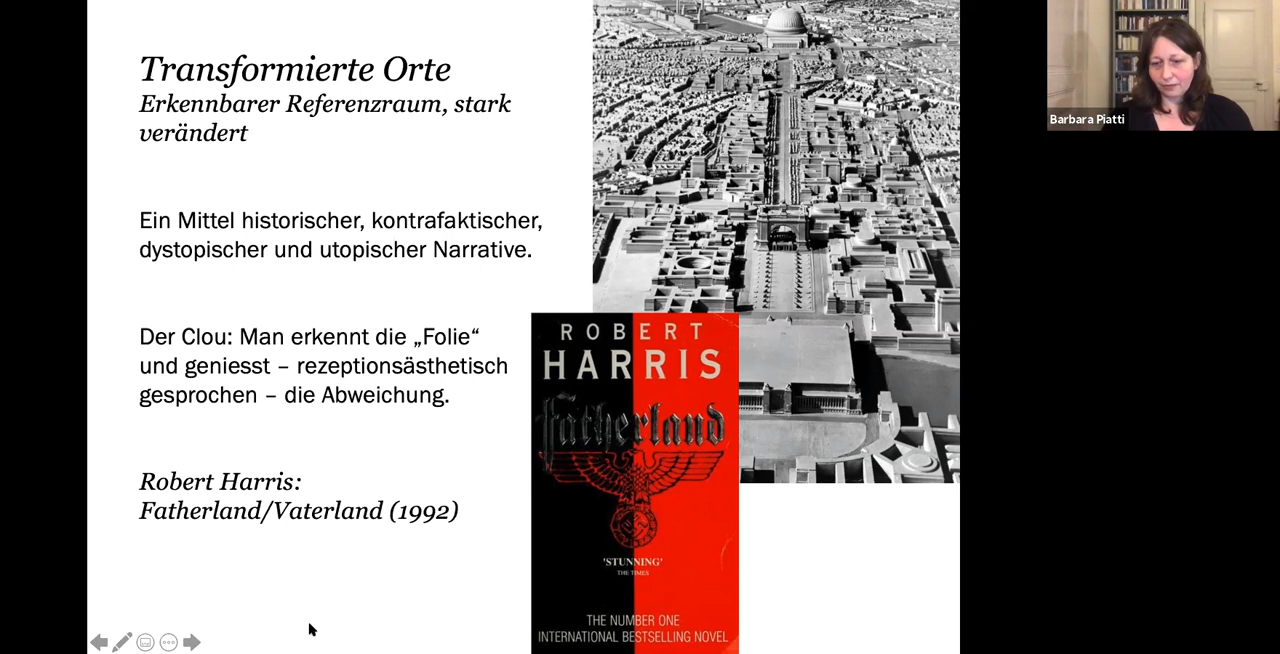 Transformierte Orte
Erkennbarer Referenzraum, stark
verändert
Ein Mittel historischer, kontrafaktischer,
dystopischer und utopischer Narrative.
Der Clou: Man erkennt die „Folie“
und geniesst – rezeptionsästhetisch
gesprochen – die Abweichung.
Robert Harris:
Fatherland/Vaterland (1992)
ROBERT
HARRIS
Fatherland
'STUNNING'
THE TIMES
THE NUMBER ONE
INTERNATIONAL BESTSELLING NOVEL
Barbara Piatti